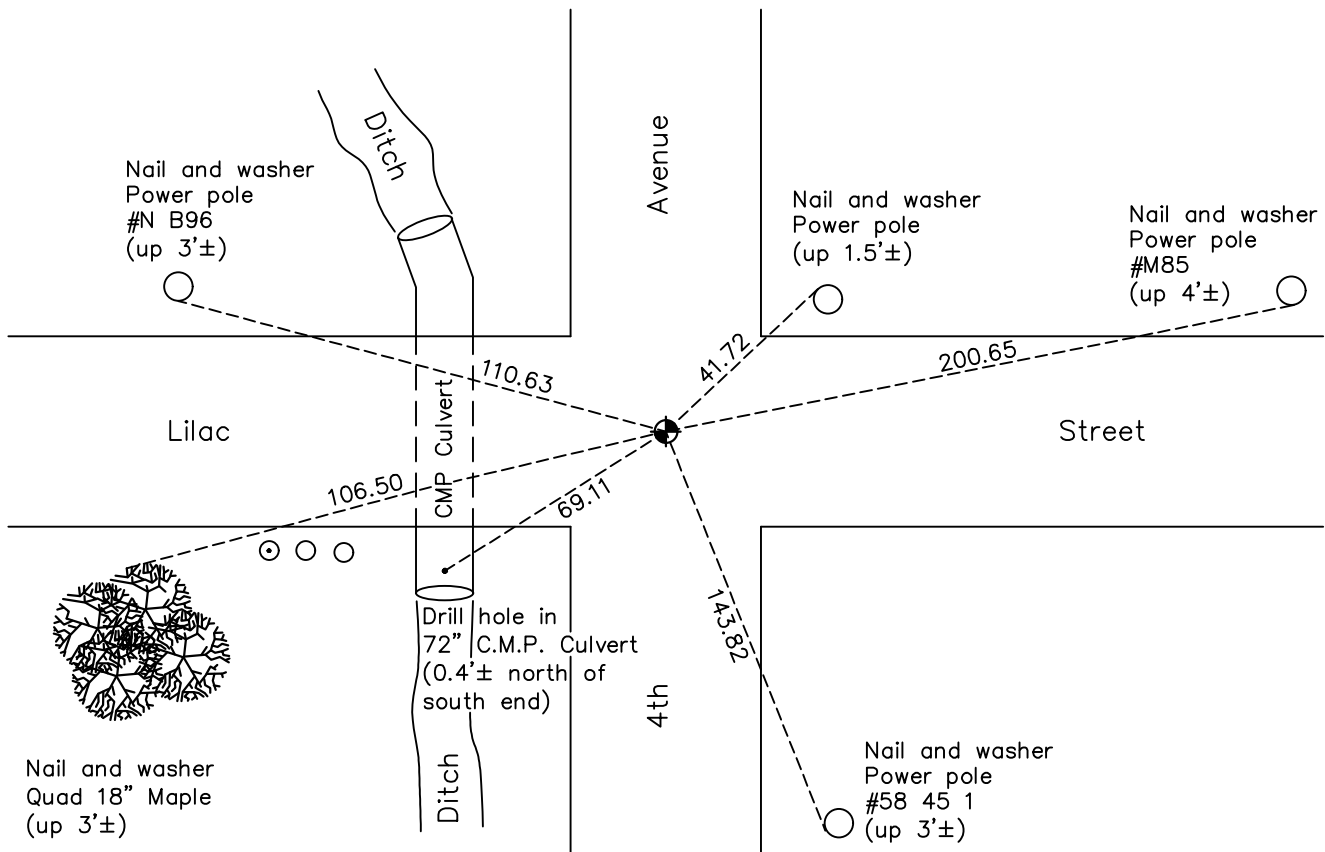 Ditch
Avenue
Nail and washer
Power pole
#N B96
(up 3'±)
Nail and washer
Power pole
(up 1.5'±)
Nail and washer
Power pole
#M85
(up 4'±)
110.63
41.72
200.65
Lilac
CMP Culvert
Street
106.50
69.11
143.82
Drill hole in
72" C.M.P. Culvert
(0.4'± north of
south end)
4th
Ditch
Nail and washer
Quad 18" Maple
(up 3'±)
Nail and washer
Power pole
#58 45 1
(up 3'±)